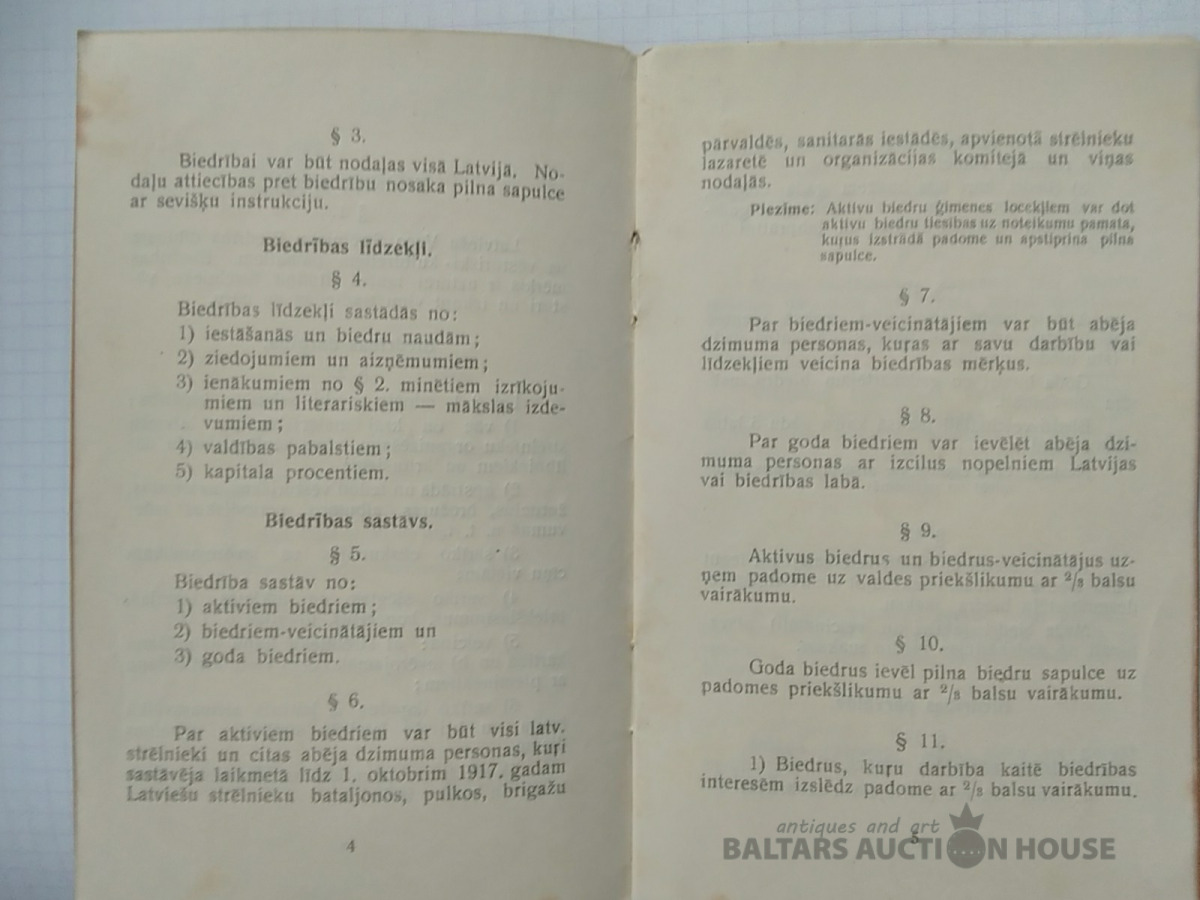 § 3.
Biedrībai var būt nodaļas visā Latvijā. No-
daļu attiecības pret biedrību nosaka pilna sapulce
ar sevišķu instrukciju.
Biedrības līdzekļi.
§ 4.
Biedrības līdzekļi sastādās no:
1) iestāšanās un biedru naudām;
2) ziedojumiem un aizņēmumiem;
3) ienākumiem no § 2. minētiem izrīkoju-
miem un literariskiem — mākslas izde-
vumiem;
4) valdības pabalstiem;
5) kapitala procentiem.
Biedrības sastāvs.
§ 5.
Biedrība sastāv no:
1) aktiviem biedriem;
2) biedriem-veicinātājiem un
3) goda biedriem.
§ 6.
Par aktiviem biedriem var būt visi latv.
strēlnieki un citas abēja dzimuma personas, kuŗi
sastāvēja laikmetā līdz 1. oktobrim 1917. gadam
Latviešu strēlnieku bataljonos, pulkos, brigažu
4
pārvaldēs, sanitarās iestādēs, apvienotā strēlnieku
lazaretē un organizācijas komitejā un viņas
nodaļās.
Piezīme: Aktivu biedru ģimenes locekļiem var dot
aktivu biedru tiesības uz noteikumu pamata,
kuŗus izstrādā padome un apstiprina pilna
sapulce.
§ 7.
Par biedriem-veicinātājiem var būt abēja
dzimuma personas, kuŗas ar savu darbību vai
līdzekļiem veicina biedrības mērķus.
§ 8.
Par goda biedriem var ievēlēt abēja dzi-
muma personas ar izcilus nopelniem Latvijas
vai biedrības labā.
§ 9.
Aktivus biedrus un biedrus-veicinātājus uz-
ņem padome uz valdes priekšlikumu ar ²/₃ balsu
vairākumu.
§ 10.
Goda biedrus ievēl pilna biedru sapulce uz
padomes priekšlikumu ar ²/₃ balsu vairākumu.
§ 11.
1) Biedrus, kuŗu darbība kaitē biedrības
interesēm izslēdz padome ar ²/₃ balsu vairākumu.
5
antiques and art
BALTARS AUCTION HOUSE